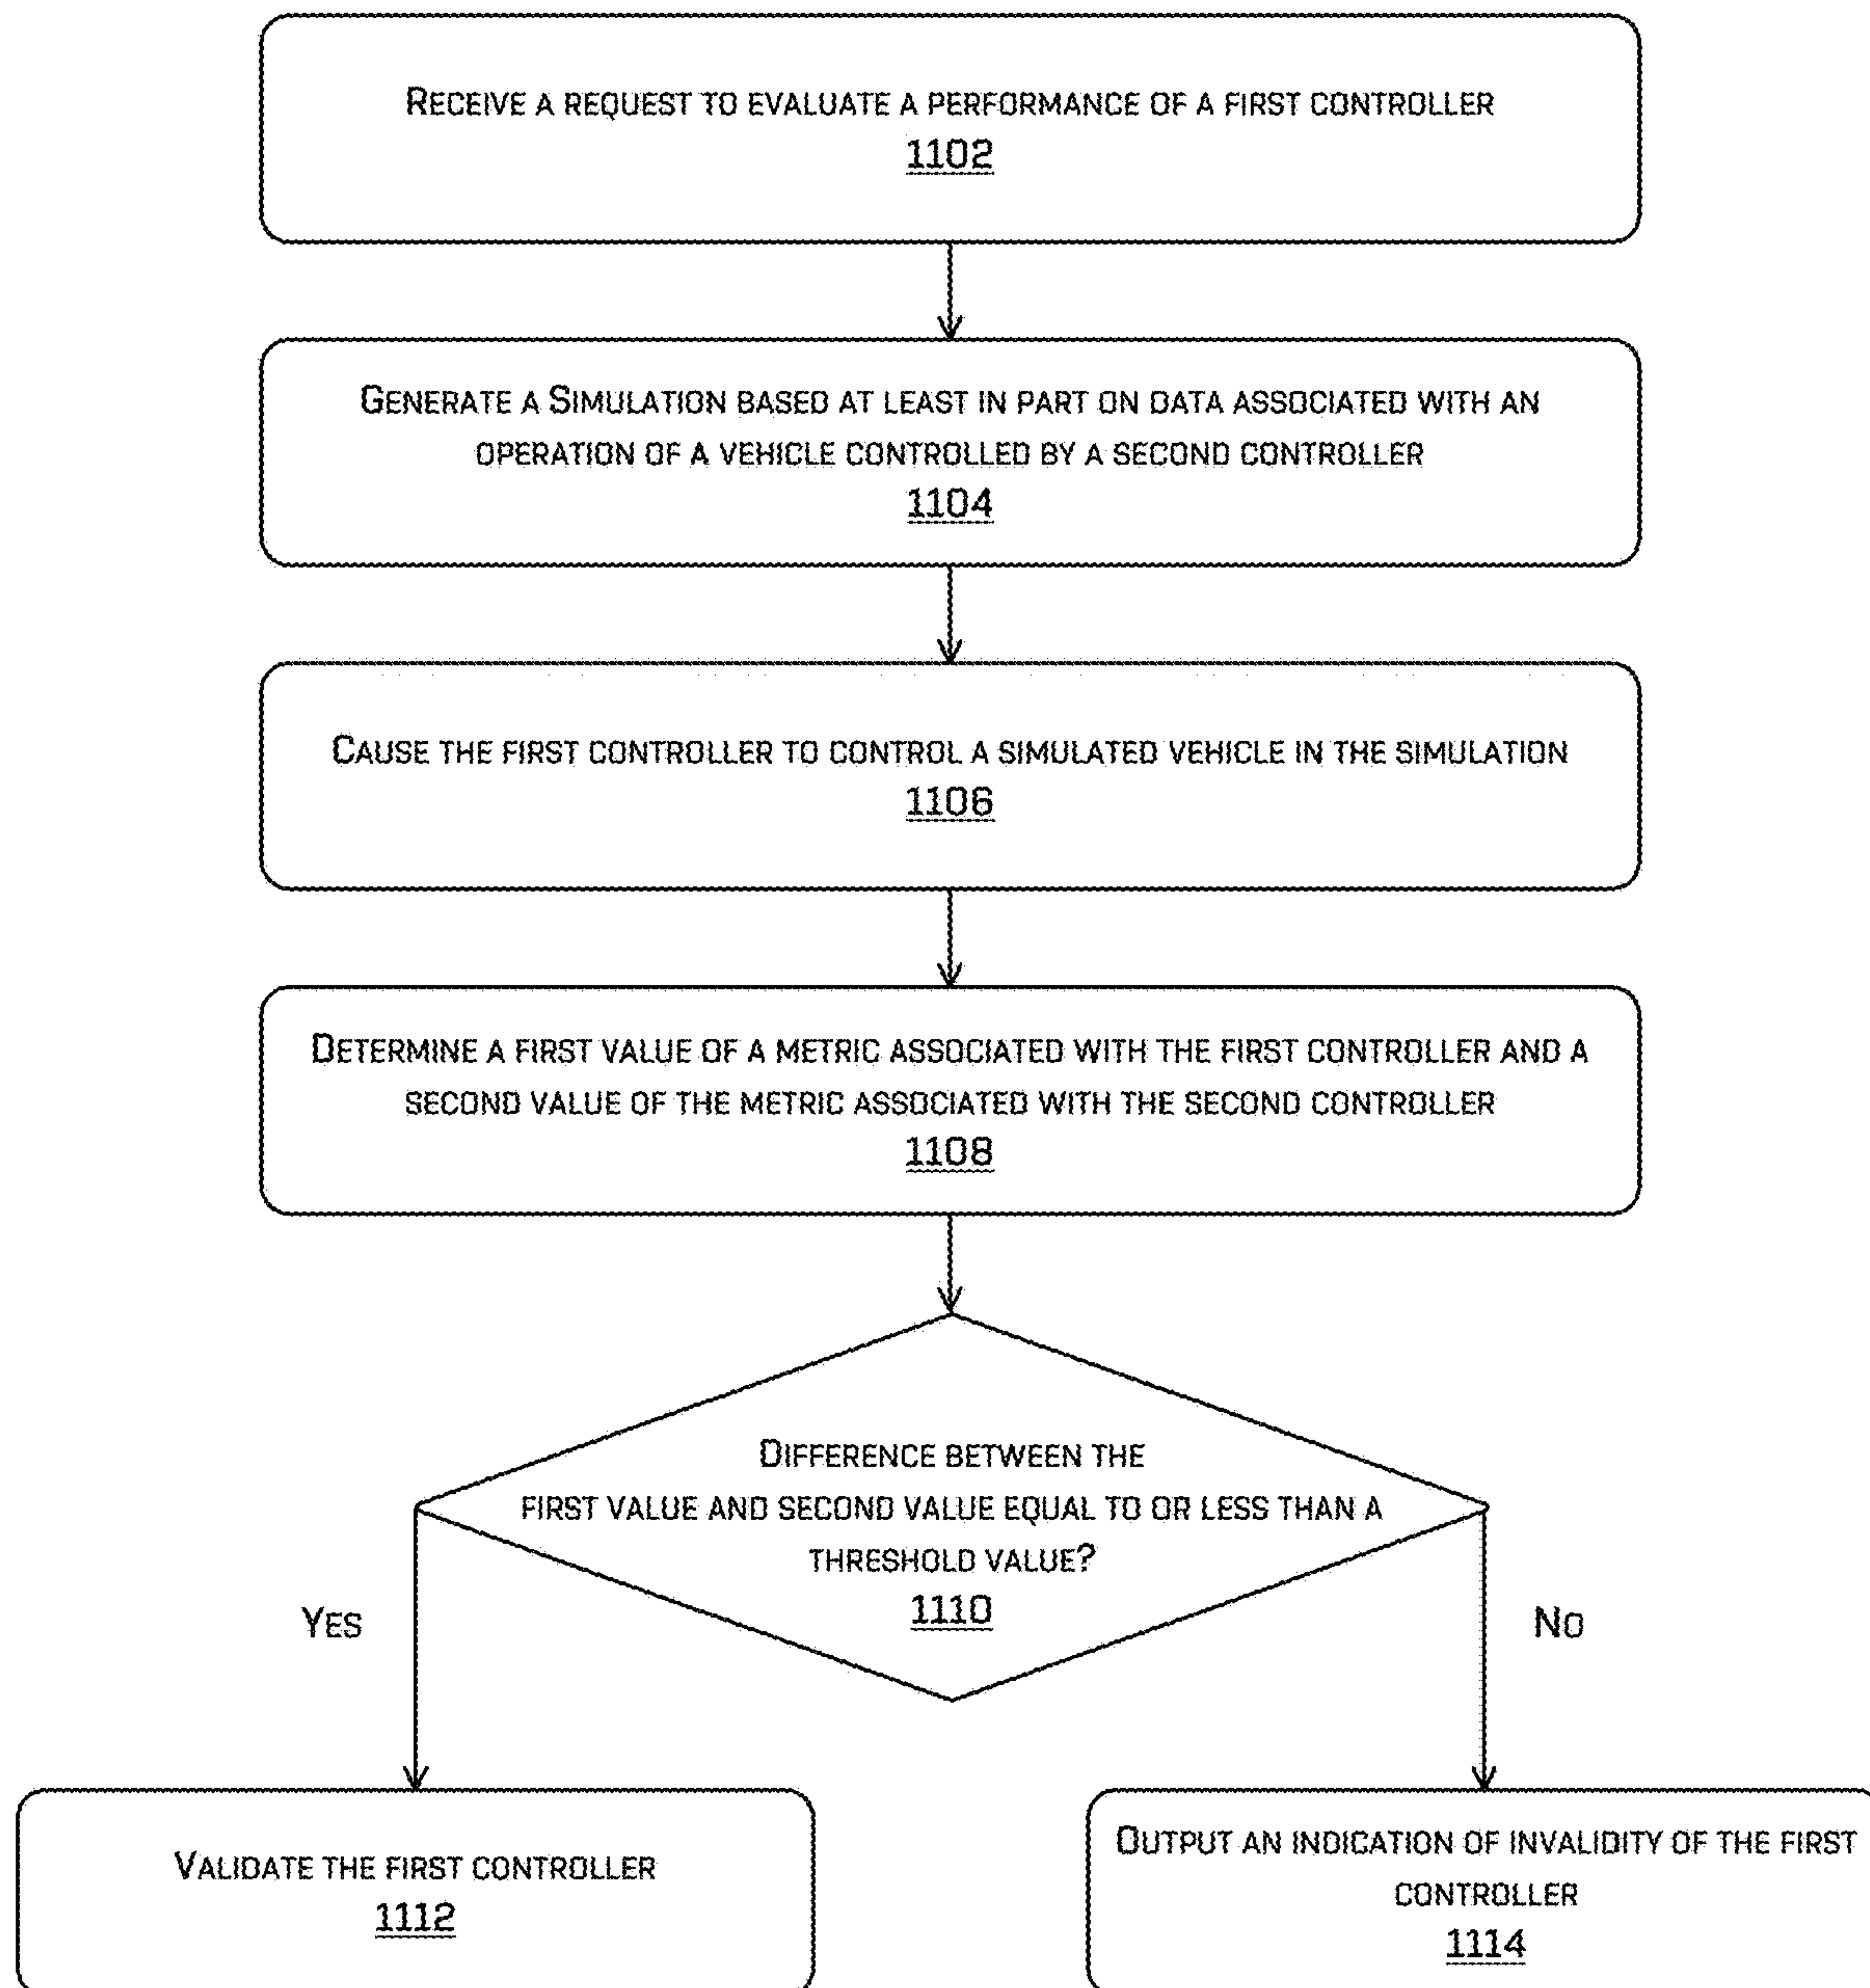 RECEIVE A REQUEST TO EVALUATE A PERFORMANCE OF A FIRST CONTROLLER
1102
GENERATE A SIMULATION BASED AT LEAST IN PART ON DATA ASSOCIATED WITH AN
OPERATION OF A VEHICLE CONTROLLED BY A SECOND CONTROLLER
1104
CAUSE THE FIRST CONTROLLER TO CONTROL A SIMULATED VEHICLE IN THE SIMULATION
1106
DETERMINE A FIRST VALUE OF A METRIC ASSOCIATED WITH THE FIRST CONTROLLER AND A
SECOND VALUE OF THE METRIC ASSOCIATED WITH THE SECOND CONTROLLER
1108
DIFFERENCE BETWEEN THE
FIRST VALUE AND SECOND VALUE EQUAL TO OR LESS THAN A
THRESHOLD VALUE?
1110
YES
NO
VALIDATE THE FIRST CONTROLLER
1112
OUTPUT AN INDICATION OF INVALIDITY OF THE FIRST
CONTROLLER
1114